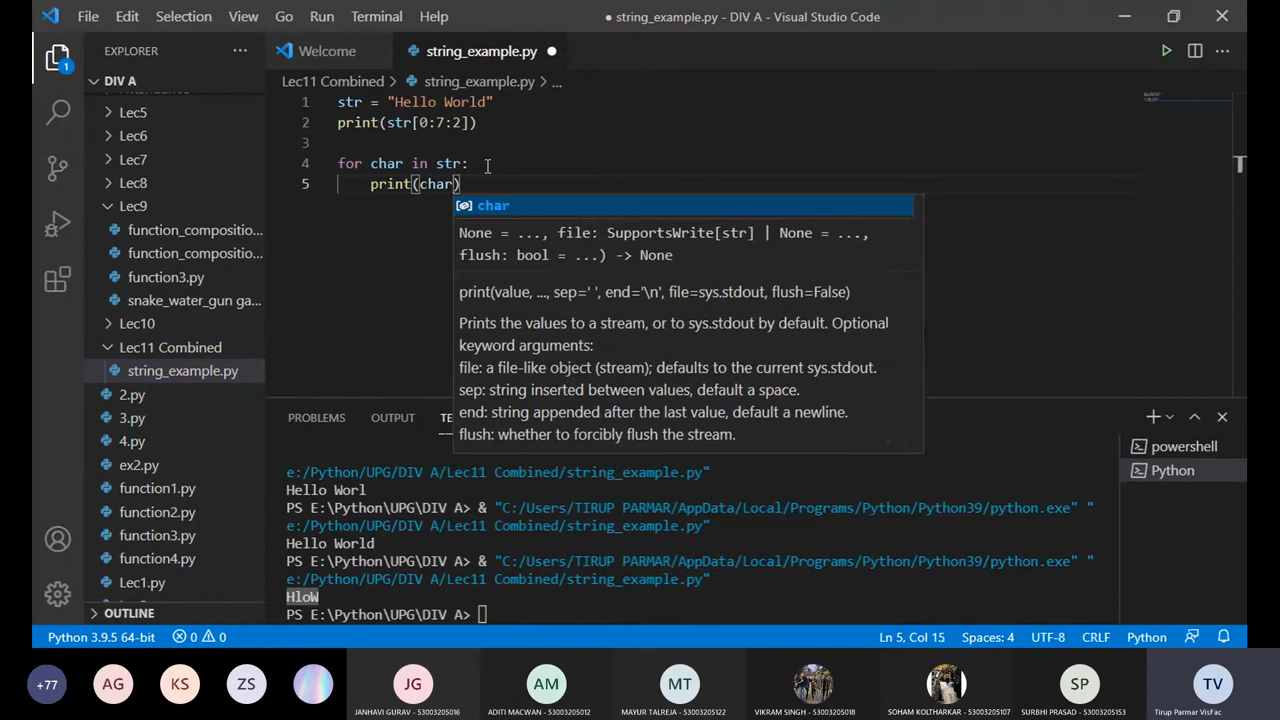 File Edit Selection View Go Run Terminal Help
● string_example.py - DIV A - Visual Studio Code
EXPLORER ...
Welcome
string_example.py ●
DIV A
Lec11 Combined > string_example.py > ...
Lec5
Lec6
Lec7
Lec8
Lec9
function_compositio...
function_compositio...
function3.py
snake_water_gun ga...
Lec10
Lec11 Combined
string_example.py
2.py
3.py
4.py
ex2.py
function1.py
function2.py
function3.py
function4.py
Lec1.py
OUTLINE
1 str = "Hello World"
2 print(str[0:7:2])
3
4 for char in str:
5 print(char)
char
None = ..., file: SupportsWrite[str] | None = ...,
flush: bool = ...) -> None
print(value, ..., sep=' ', end='\n', file=sys.stdout, flush=False)
Prints the values to a stream, or to sys.stdout by default. Optional
keyword arguments:
file: a file-like object (stream); defaults to the current sys.stdout.
sep: string inserted between values, default a space.
end: string appended after the last value, default a newline.
flush: whether to forcibly flush the stream.
PROBLEMS OUTPUT TE
powershell
Python
e:/Python/UPG/DIV A/Lec11 Combined/string_example.py"
Hello Worl
PS E:\Python\UPG\DIV A> & "C:/Users/TIRUP PARMAR/AppData/Local/Programs/Python/Python39/python.exe" "
e:/Python/UPG/DIV A/Lec11 Combined/string_example.py"
Hello World
PS E:\Python\UPG\DIV A> & "C:/Users/TIRUP PARMAR/AppData/Local/Programs/Python/Python39/python.exe" "
e:/Python/UPG/DIV A/Lec11 Combined/string_example.py"
HloW
PS E:\Python\UPG\DIV A>
Python 3.9.5 64-bit 0 0
Ln 5, Col 15 Spaces: 4 UTF-8 CRLF Python
+77 AG KS ZS JG AM MT SP TV
JANHAVI GURAV - 53003205016
ADITI MACWAN - 53003205012
MAYUR TALREJA - 53003205122
VIKRAM SINGH - 53003205018
SOHAM KOLTHARKAR - 53003205107
SURBHI PRASAD - 53003205153
Tirup Parmar VisFac